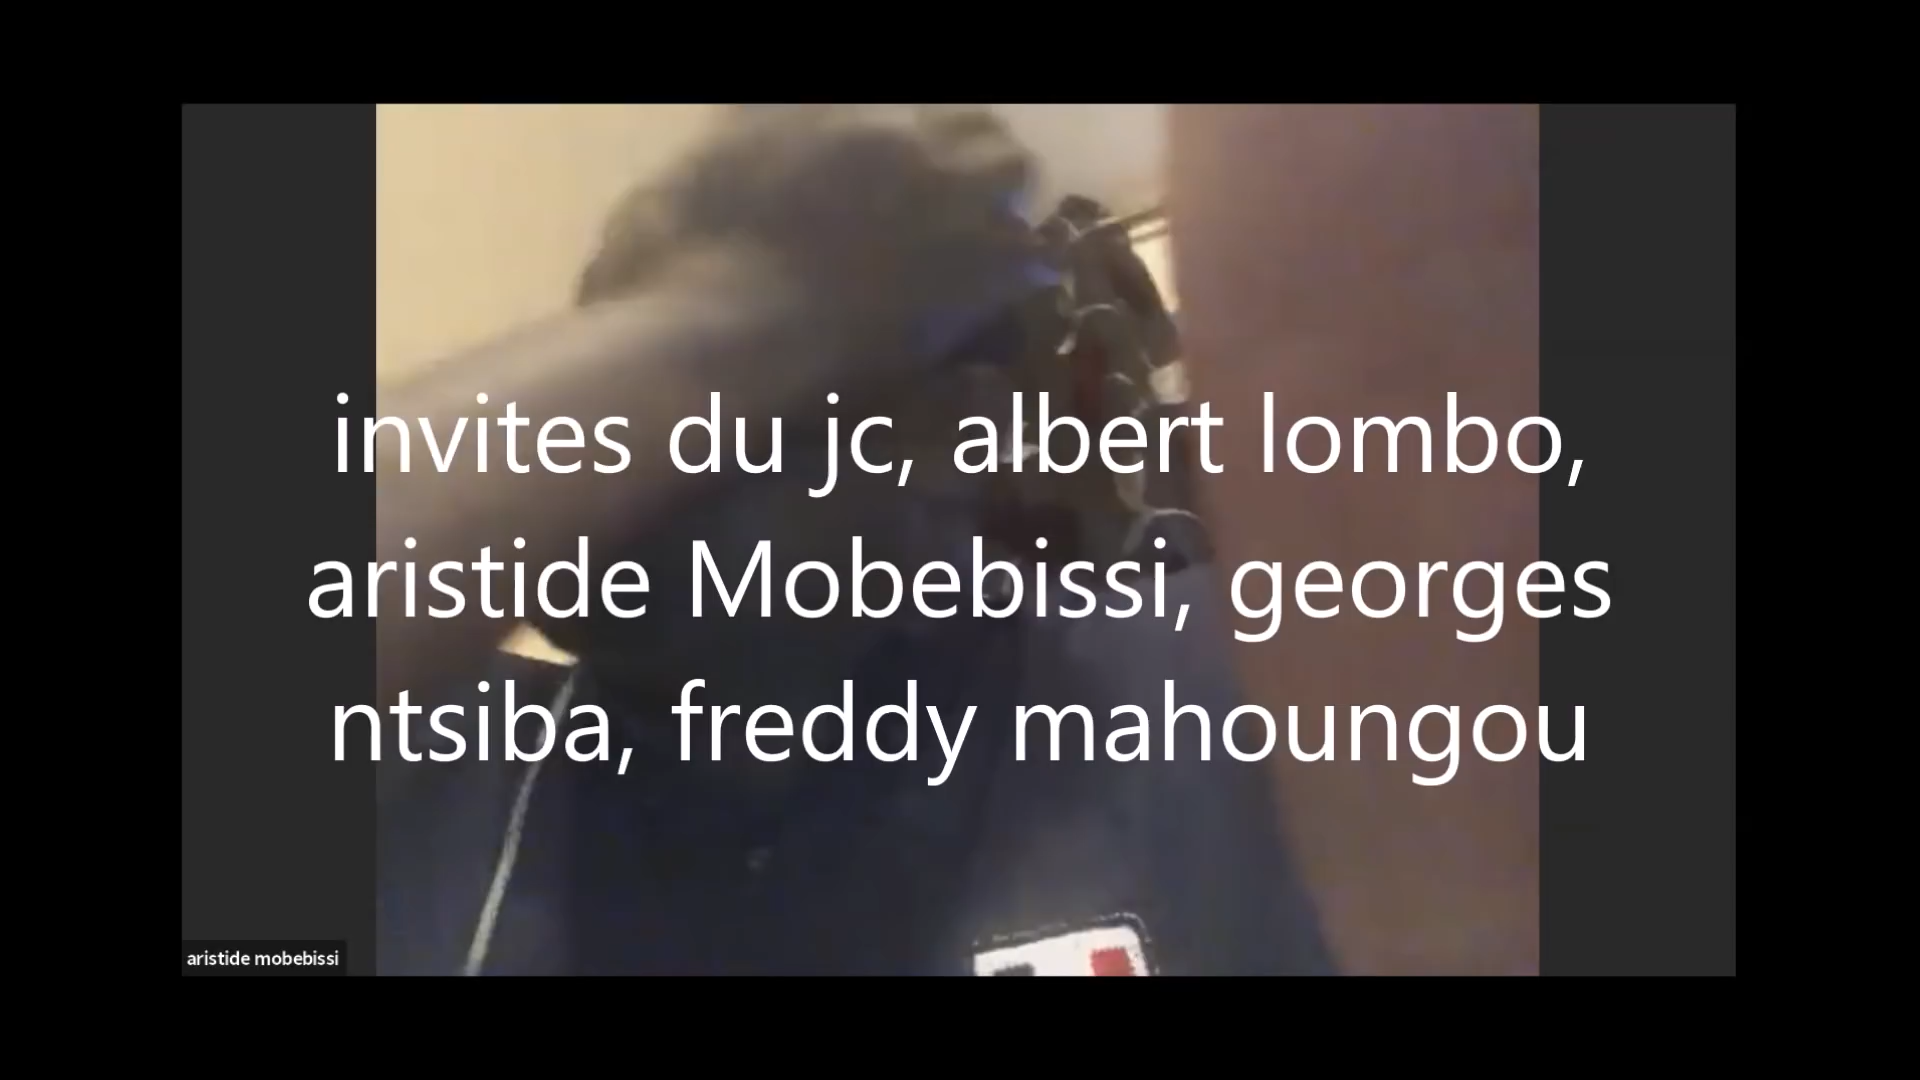 invites du jc, albert lombo,
aristide Mobebissi, georges
ntsiba, freddy mahoungou
aristide mobebissi